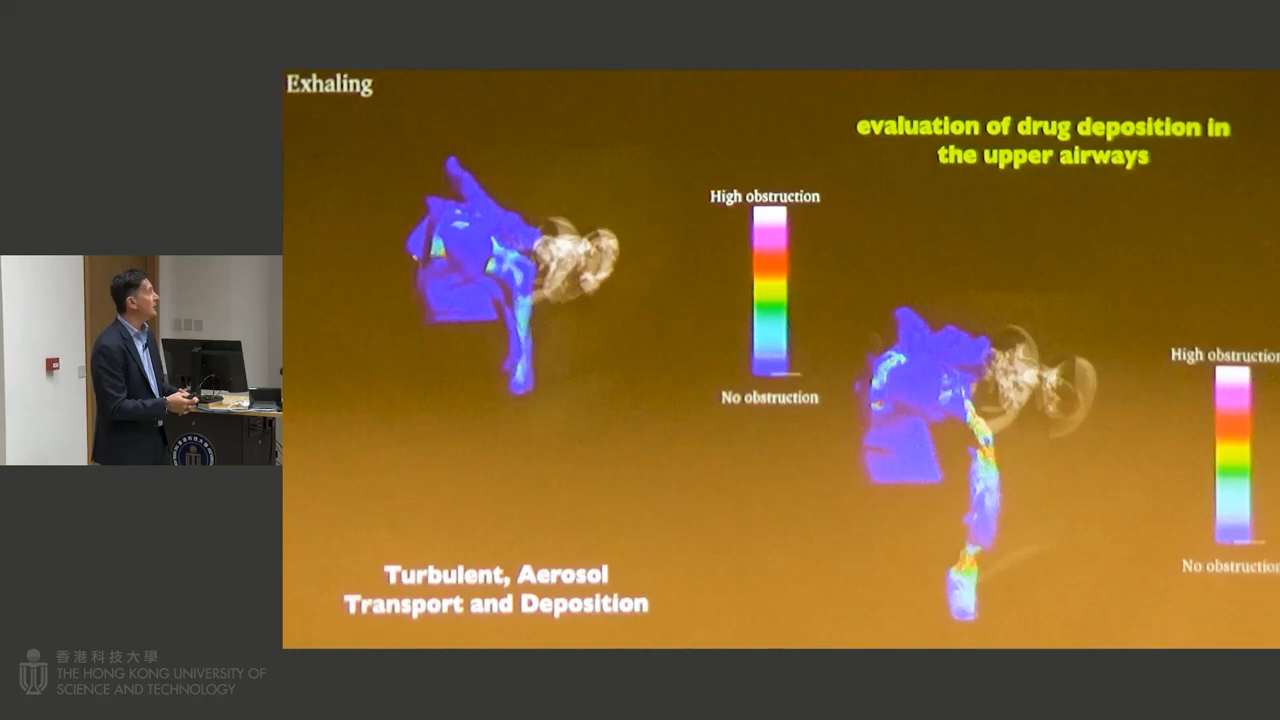 Exhaling
evaluation of drug deposition in
the upper airways
High obstruction
No obstruction
High obstruction
No obstruction
Turbulent, Aerosol
Transport and Deposition
香港科技大學
THE HONG KONG UNIVERSITY OF
SCIENCE AND TECHNOLOGY